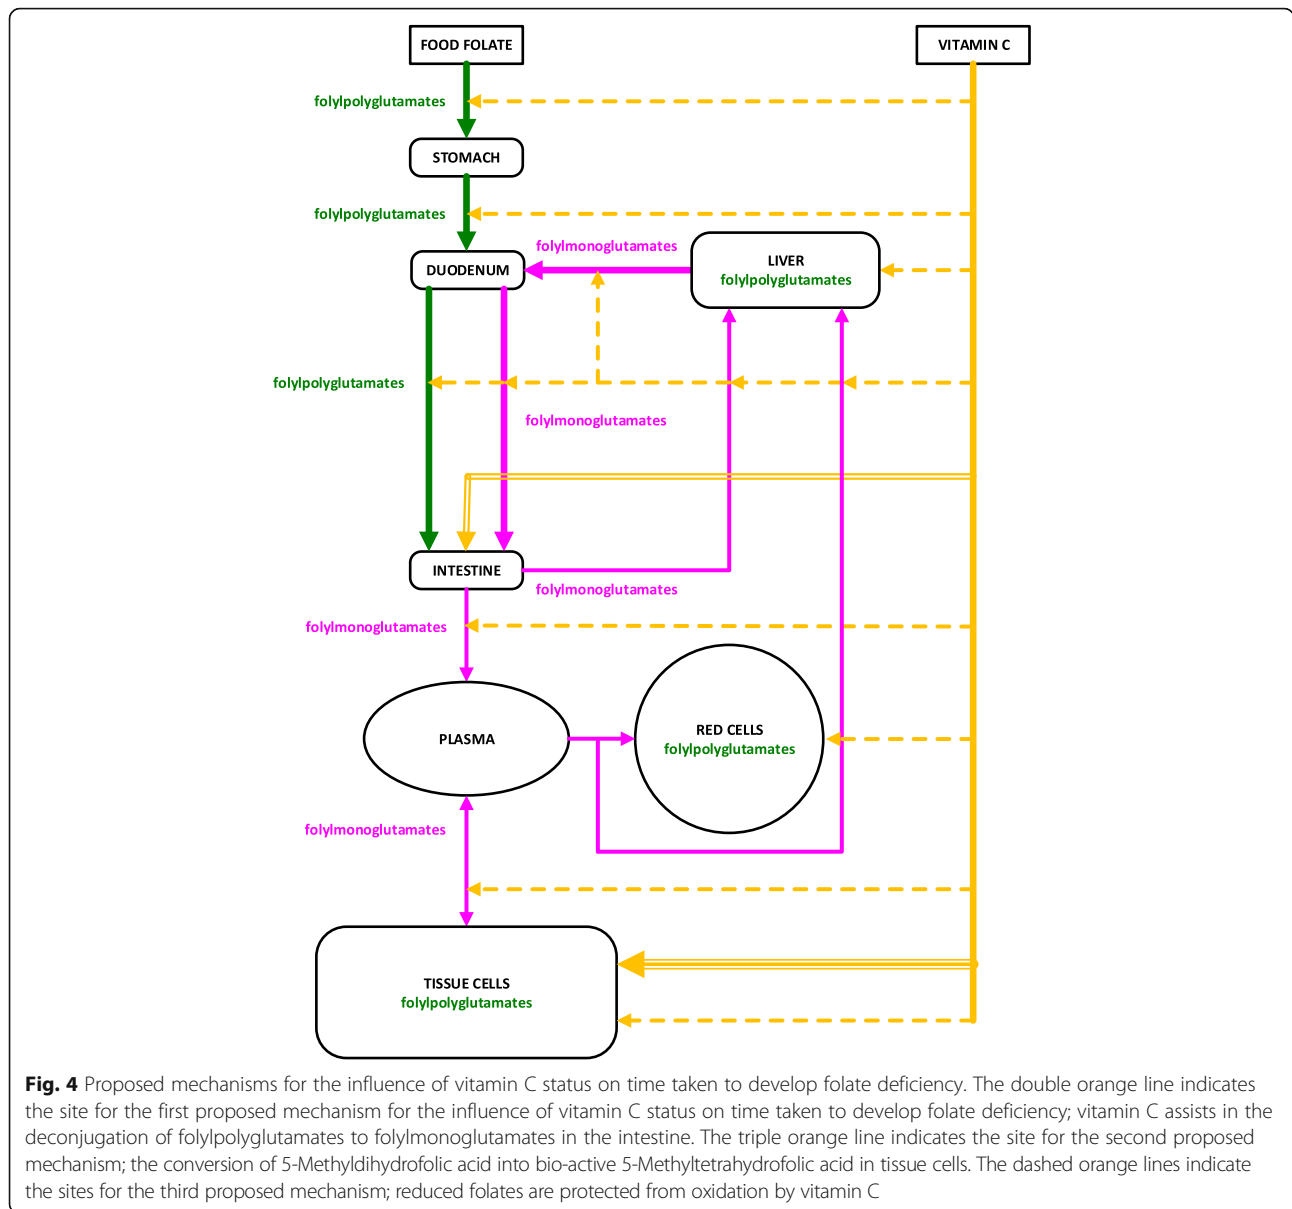 FOOD FOLATE
VITAMIN C
folylpolyglutamates
STOMACH
folylpolyglutamates
folylmonoglutamates
LIVER
folylpolyglutamates
DUODENUM
folylpolyglutamates
folylmonoglutamates
INTESTINE
folylmonoglutamates
folylmonoglutamates
RED CELLS
folylpolyglutamates
PLASMA
folylmonoglutamates
TISSUE CELLS
folylpolyglutamates
Fig. 4 Proposed mechanisms for the influence of vitamin C status on time taken to develop folate deficiency. The double orange line indicates
the site for the first proposed mechanism for the influence of vitamin C status on time taken to develop folate deficiency; vitamin C assists in the
deconjugation of folylpolyglutamates to folylmonoglutamates in the intestine. The triple orange line indicates the site for the second proposed
mechanism; the conversion of 5-Methyldihydrofolic acid into bio-active 5-Methyltetrahydrofolic acid in tissue cells. The dashed orange lines indicate
the sites for the third proposed mechanism; reduced folates are protected from oxidation by vitamin C